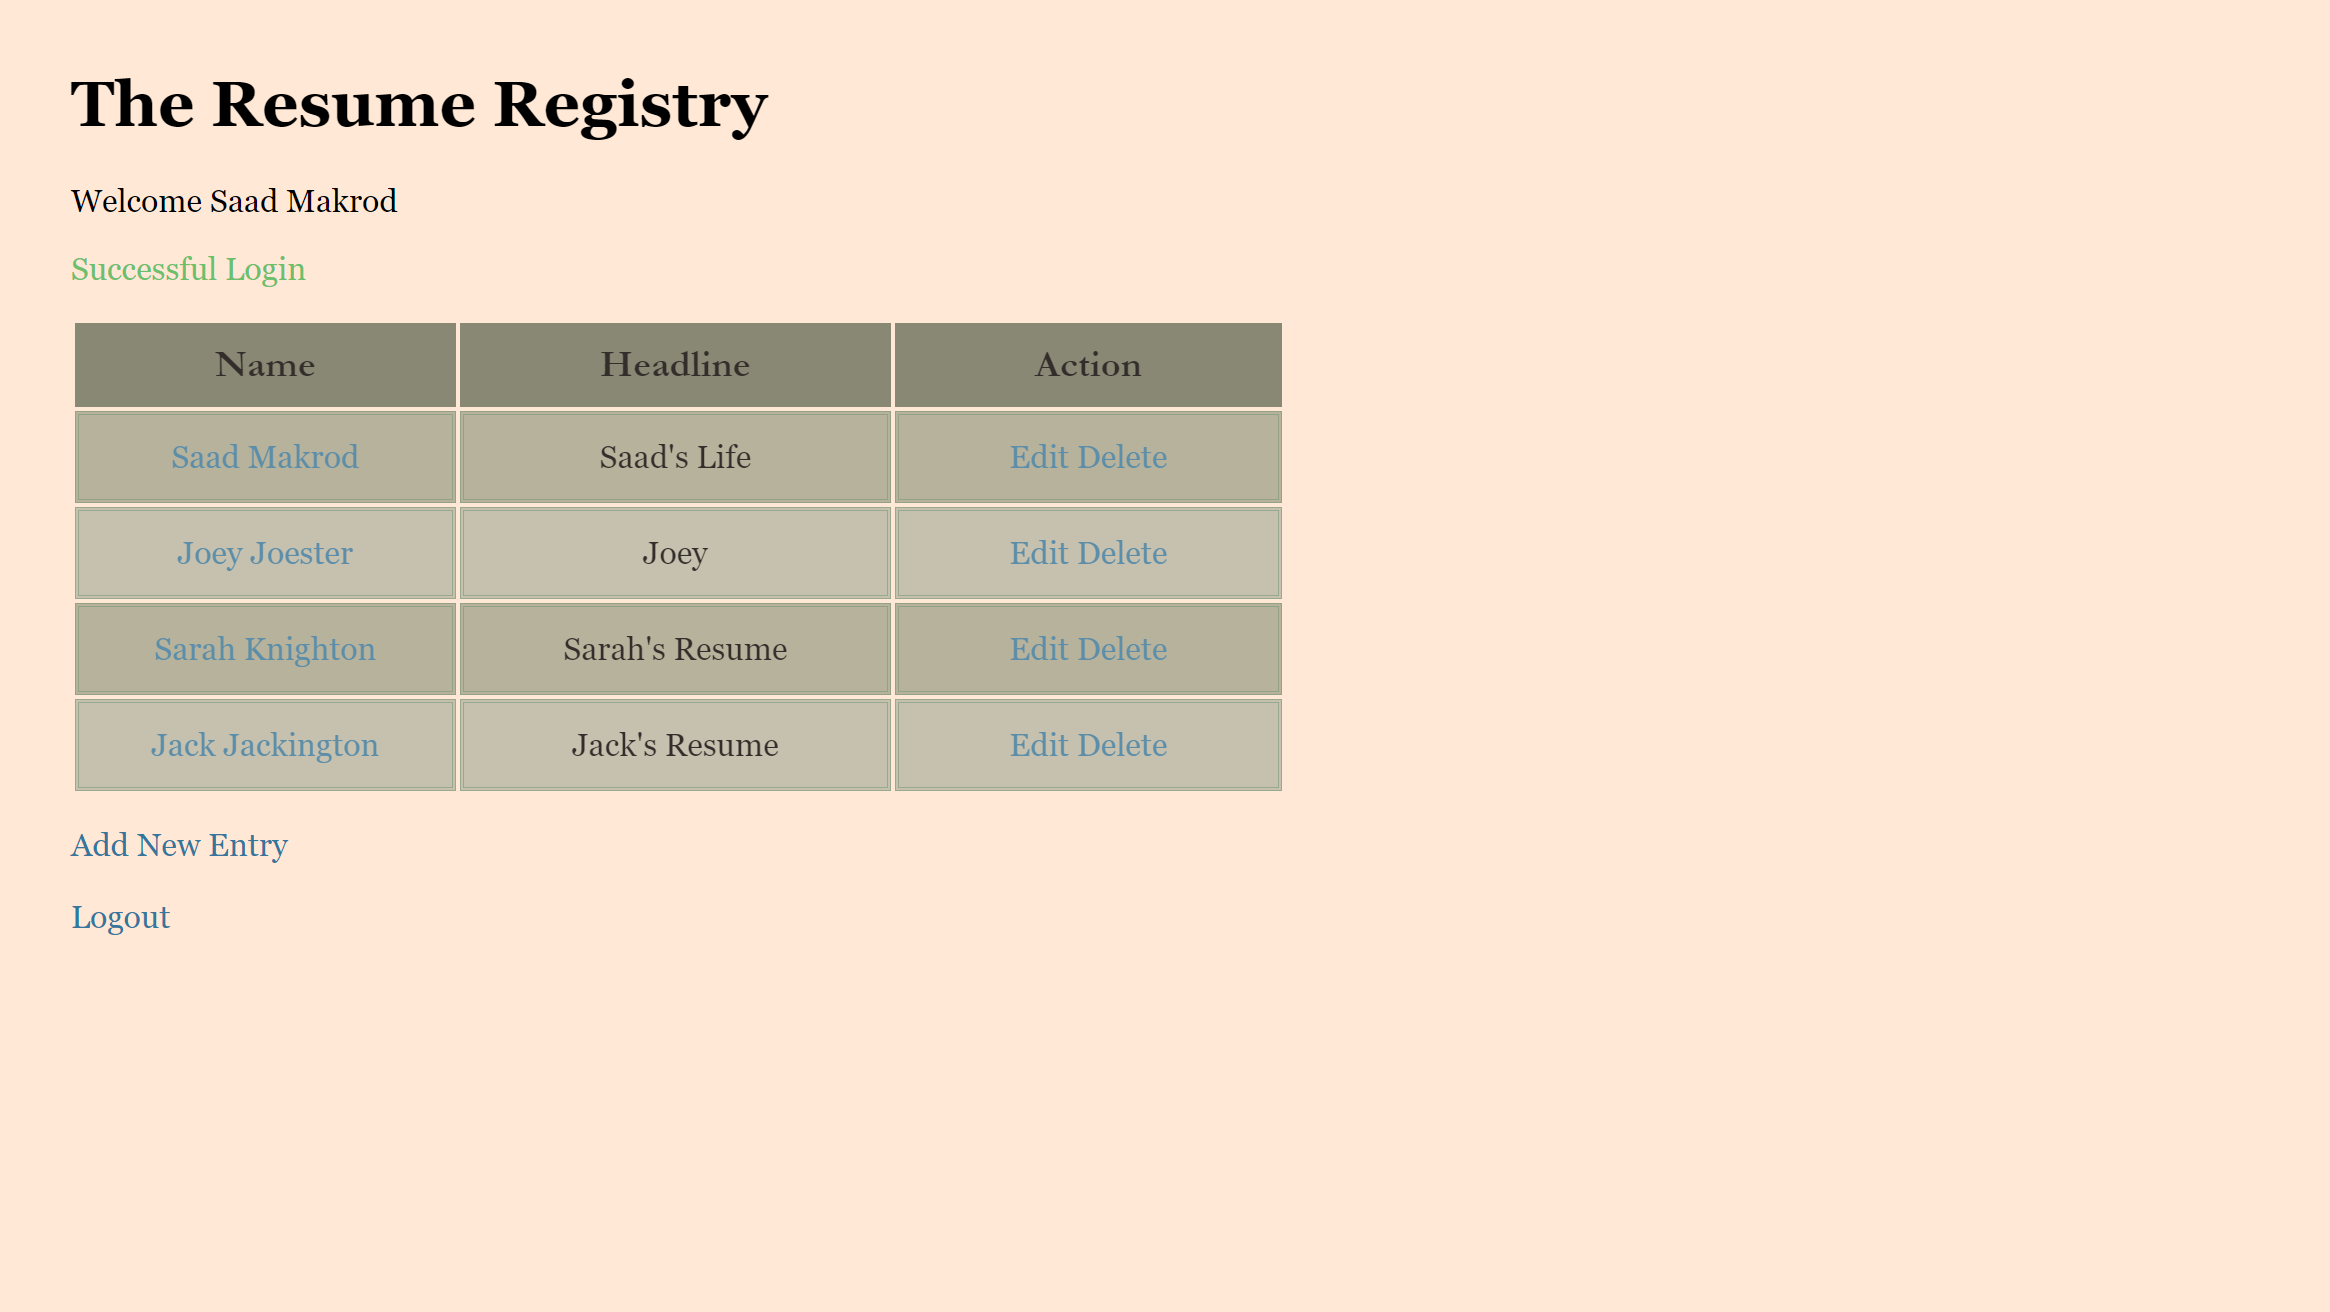 The Resume Registry
Welcome Saad Makrod
Successful Login
Name Headline Action
Saad Makrod Saad's Life Edit Delete
Joey Joester Joey Edit Delete
Sarah Knighton Sarah's Resume Edit Delete
Jack Jackington Jack's Resume Edit Delete
Add New Entry
Logout